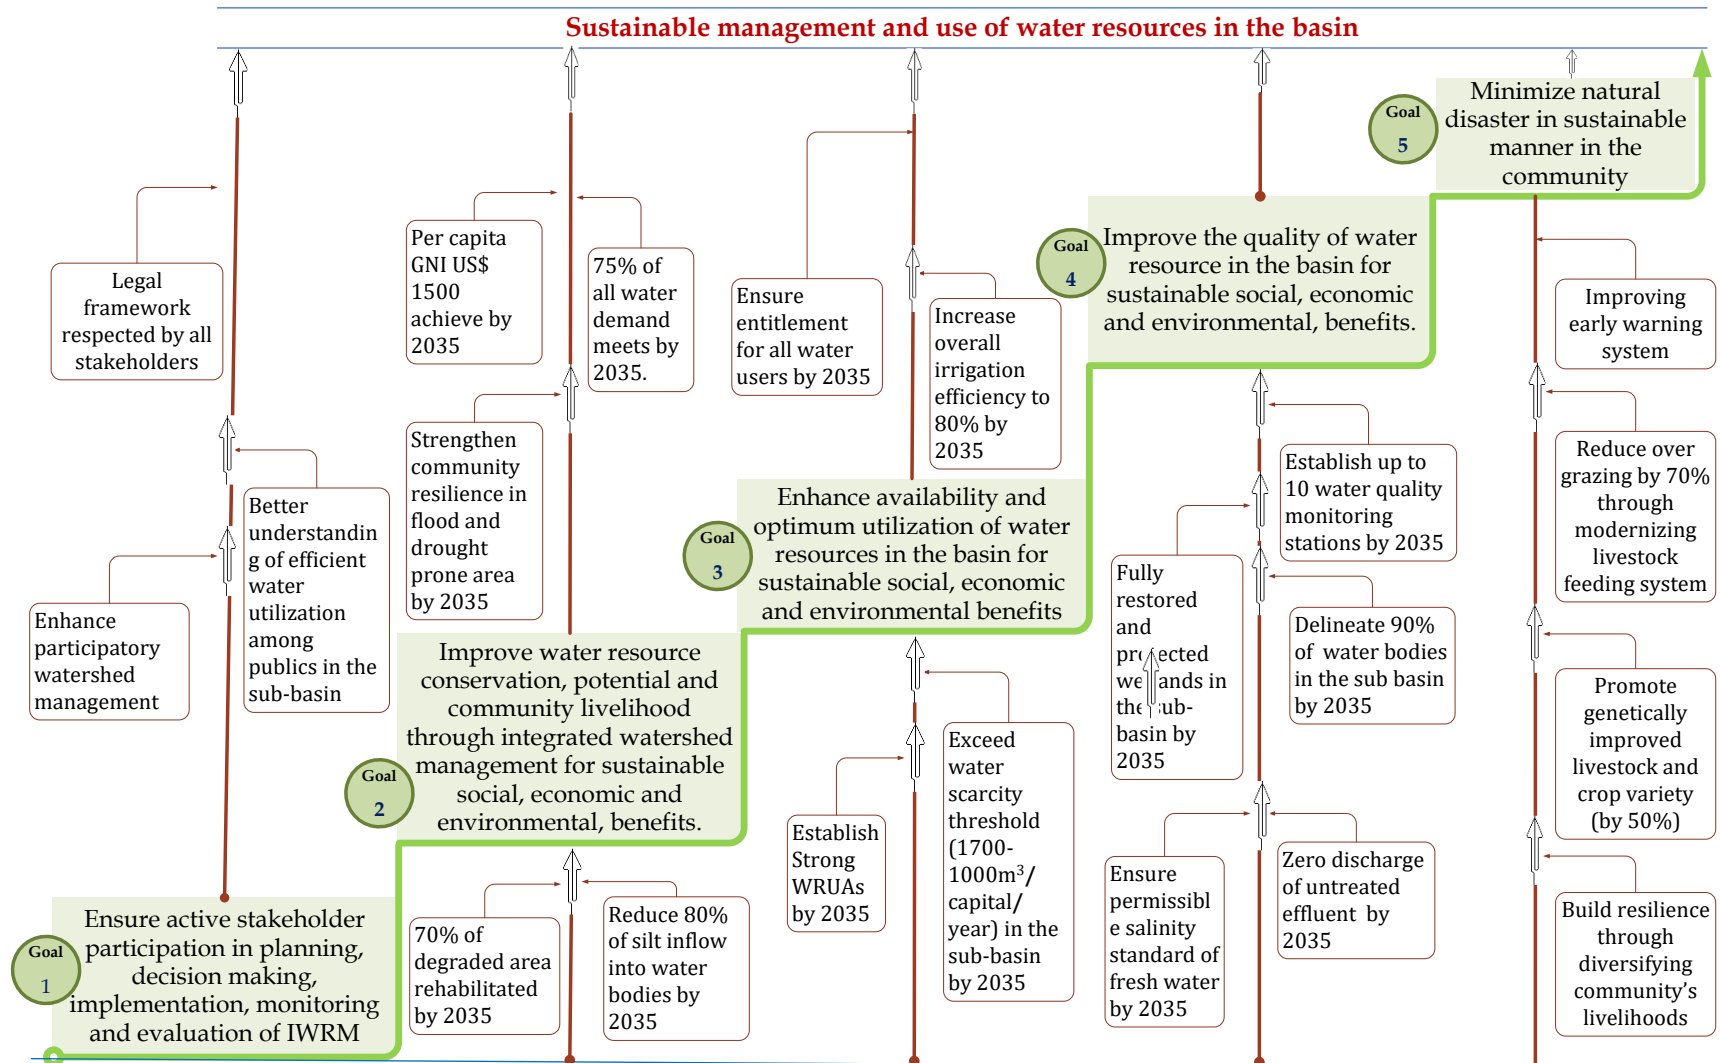 Sustainable management and use of water resources in the basin
Goal
5
Minimize natural
disaster in sustainable
manner in the
community
Goal
4
Improve the quality of water
resource in the basin for
sustainable social, economic
and environmental, benefits.
Legal
framework
respected by all
stakeholders
Per capita
GNI US$
1500
achieve by
2035
75% of
all water
demand
meets by
2035.
Ensure
entitlement
for all water
users by 2035
Increase
overall
irrigation
efficiency to
80% by
2035
Improving
early warning
system
Better
understandin
g of efficient
water
utilization
among
publics in the
sub-basin
Strengthen
community
resilience in
flood and
drought
prone area
by 2035
Goal
3
Enhance availability and
optimum utilization of water
resources in the basin for
sustainable social, economic
and environmental benefits
Establish up to
10 water quality
monitoring
stations by 2035
Reduce over
grazing by 70%
through
modernizing
livestock
feeding system
Enhance
participatory
watershed
management
Fully
restored
and
protected
wetlands in
the sub-
basin by
2035
Delineate 90%
of water bodies
in the sub basin
by 2035
Goal
2
Improve water resource
conservation, potential and
community livelihood
through integrated watershed
management for sustainable
social, economic and
environmental, benefits.
Promote
genetically
improved
livestock and
crop variety
(by 50%)
Establish
Strong
WRUAs
by 2035
Exceed
water
scarcity
threshold
(1700-
1000m³/
capital/
year) in the
sub-basin
by 2035
Ensure
permissibl
e salinity
standard of
fresh water
by 2035
Zero discharge
of untreated
effluent by
2035
Goal
1
Ensure active stakeholder
participation in planning,
decision making,
implementation, monitoring
and evaluation of IWRM
70% of
degraded area
rehabilitated
by 2035
Reduce 80%
of silt inflow
into water
bodies by
2035
Build resilience
through
diversifying
community's
livelihoods